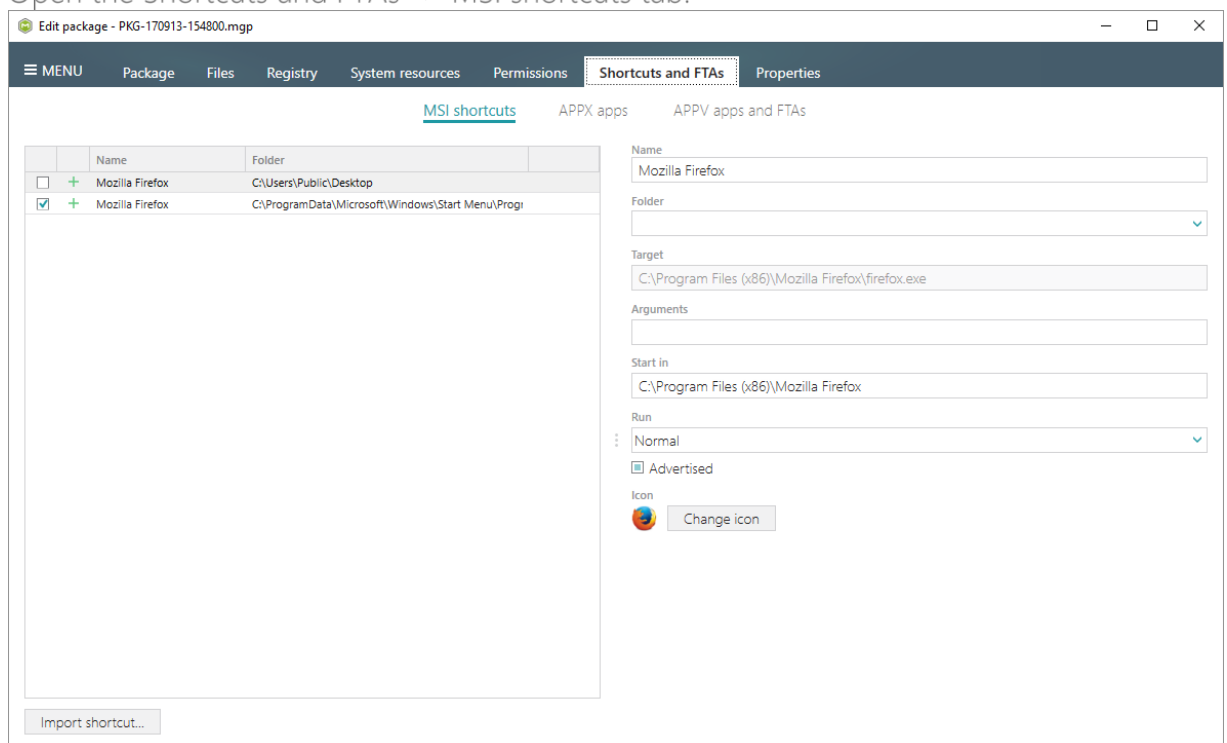 Edit package - PKG-170913-154800.mgp
MENU Package Files Registry System resources Permissions Shortcuts and FTAs Properties
MSI shortcuts APPX apps APPV apps and FTAs
Name Folder
Mozilla Firefox C:\Users\Public\Desktop
Mozilla Firefox C:\ProgramData\Microsoft\Windows\Start Menu\Progr
Name
Mozilla Firefox
Folder
Target
C:\Program Files (x86)\Mozilla Firefox\firefox.exe
Arguments
Start in
C:\Program Files (x86)\Mozilla Firefox
Run
Normal
Advertised
Icon
Change icon
Import shortcut...